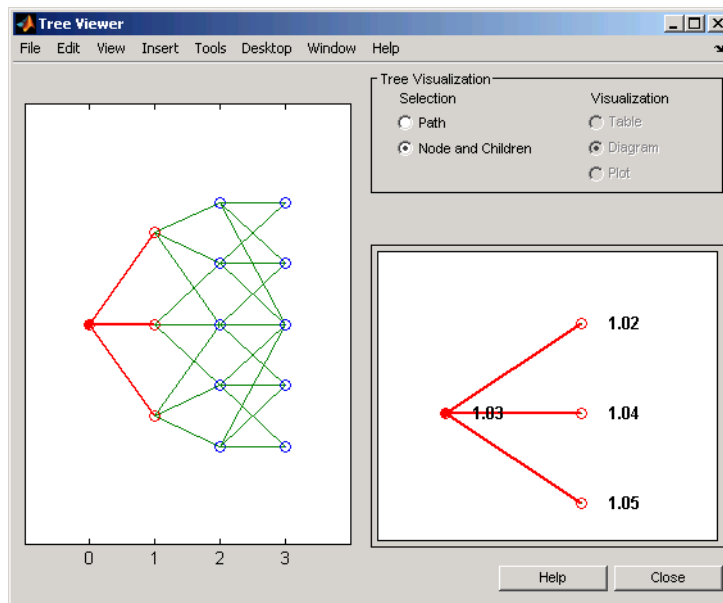 Tree Viewer
File Edit View Insert Tools Desktop Window Help
Tree Visualization
Selection Visualization
Path Table
Node and Children Diagram
Plot
1.02
1.03 1.04
1.05
0 1 2 3
Help Close